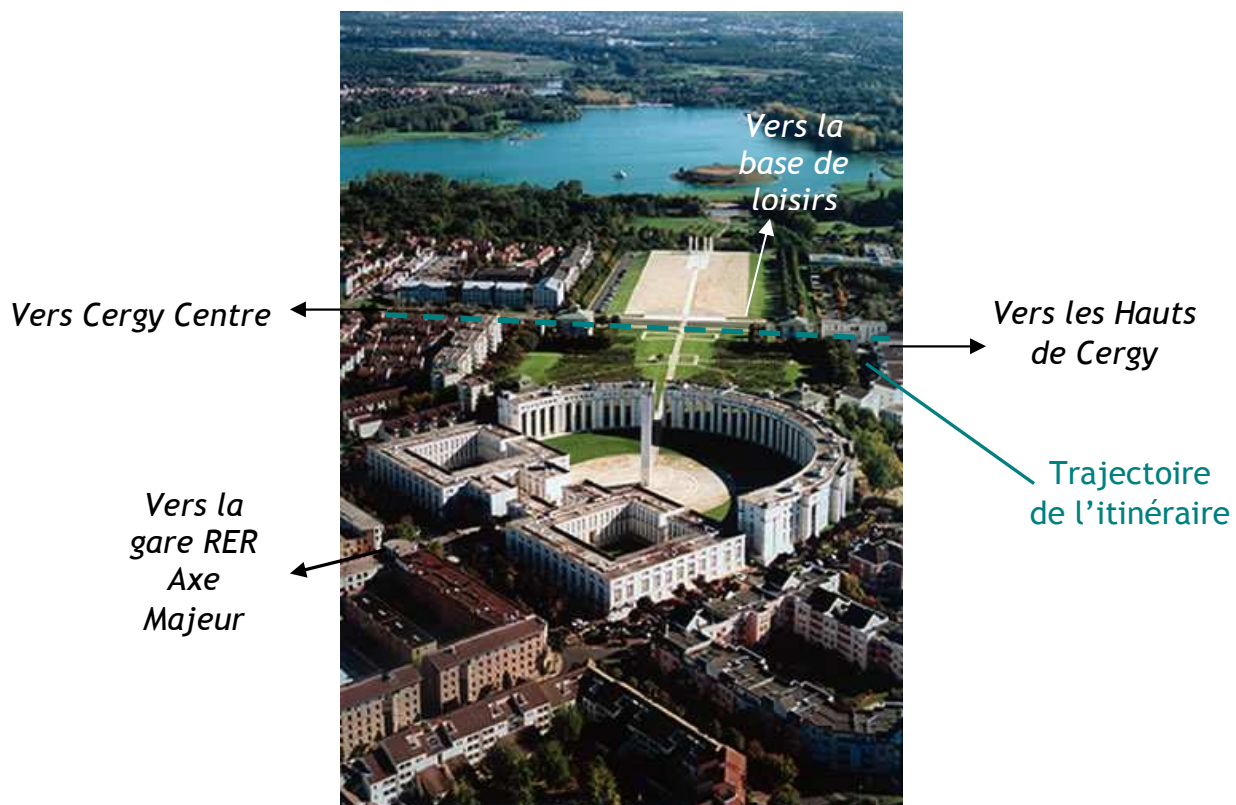 Vers la
base de
loisirs
Vers Cergy Centre
Vers les Hauts
de Cergy
Trajectoire
de l’itinéraire
Vers la
gare RER
Axe
Majeur